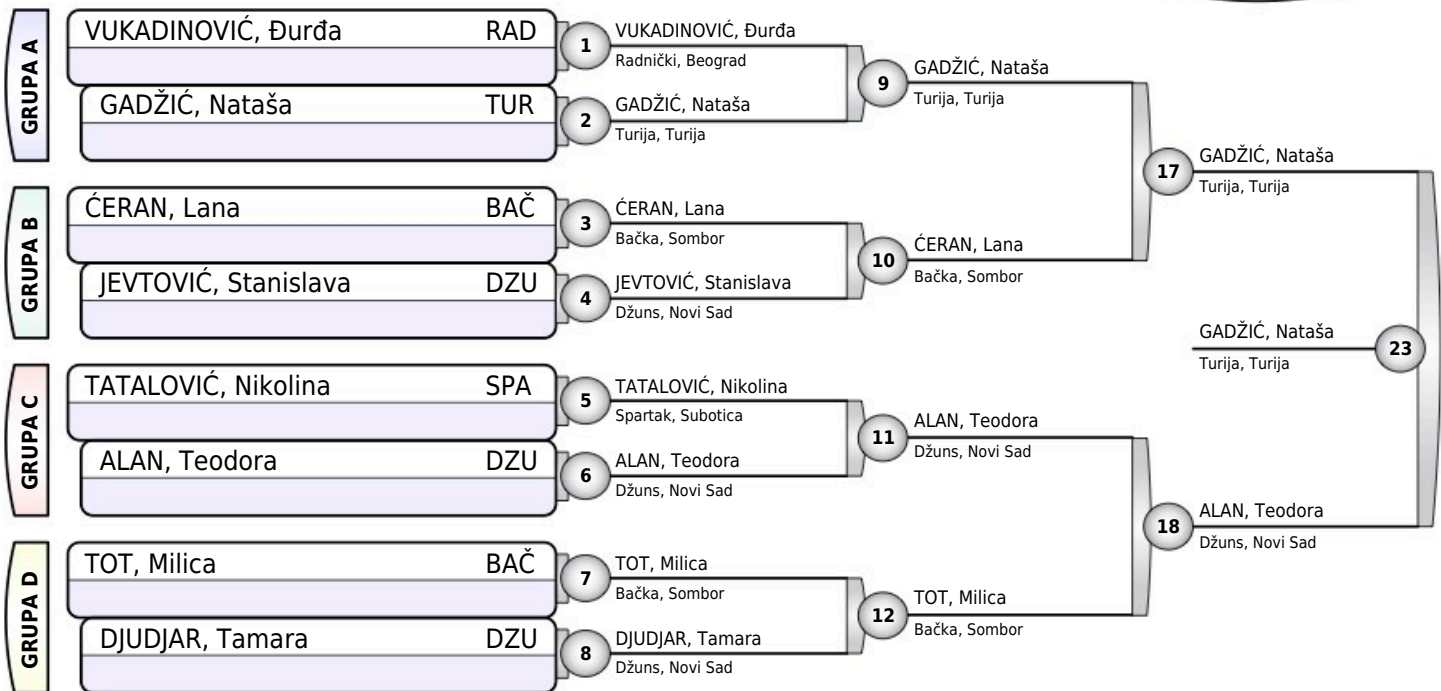 GRUPA A
VUKADINOVIĆ, Đurđa RAD
GADŽIĆ, Nataša TUR
1
VUKADINOVIĆ, Đurđa
Radnički, Beograd
2
GADŽIĆ, Nataša
Turija, Turija
9
GADŽIĆ, Nataša
Turija, Turija
GRUPA B
ĆERAN, Lana BAČ
JEVTOVIĆ, Stanislava DZU
3
ĆERAN, Lana
Bačka, Sombor
4
JEVTOVIĆ, Stanislava
Džuns, Novi Sad
10
ĆERAN, Lana
Bačka, Sombor
17
GADŽIĆ, Nataša
Turija, Turija
GRUPA C
TATALOVIĆ, Nikolina SPA
ALAN, Teodora DZU
5
TATALOVIĆ, Nikolina
Spartak, Subotica
6
ALAN, Teodora
Džuns, Novi Sad
11
ALAN, Teodora
Džuns, Novi Sad
GRUPA D
TOT, Milica BAČ
DJUDJAR, Tamara DZU
7
TOT, Milica
Bačka, Sombor
8
DJUDJAR, Tamara
Džuns, Novi Sad
12
TOT, Milica
Bačka, Sombor
18
ALAN, Teodora
Džuns, Novi Sad
GADŽIĆ, Nataša
Turija, Turija
23